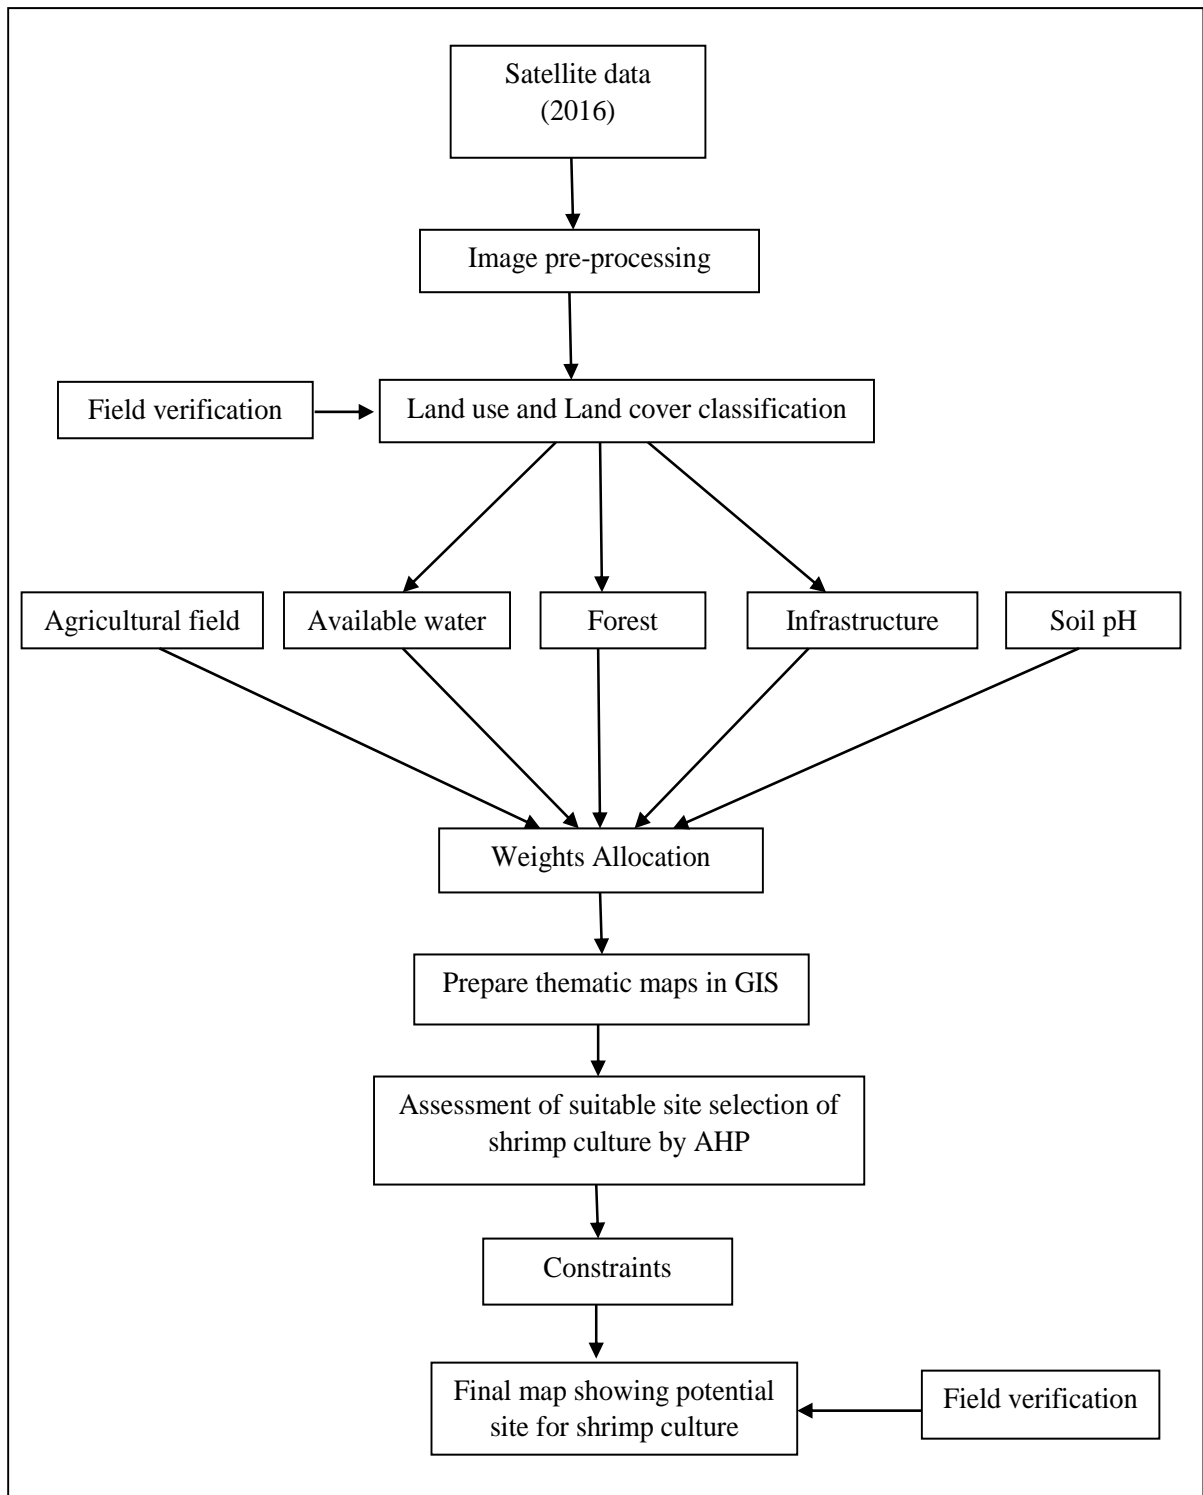 Satellite data
(2016)
Image pre-processing
Field verification
Land use and Land cover classification
Agricultural field
Available water
Forest
Infrastructure
Soil pH
Weights Allocation
Prepare thematic maps in GIS
Assessment of suitable site selection of
shrimp culture by AHP
Constraints
Final map showing potential
site for shrimp culture
Field verification